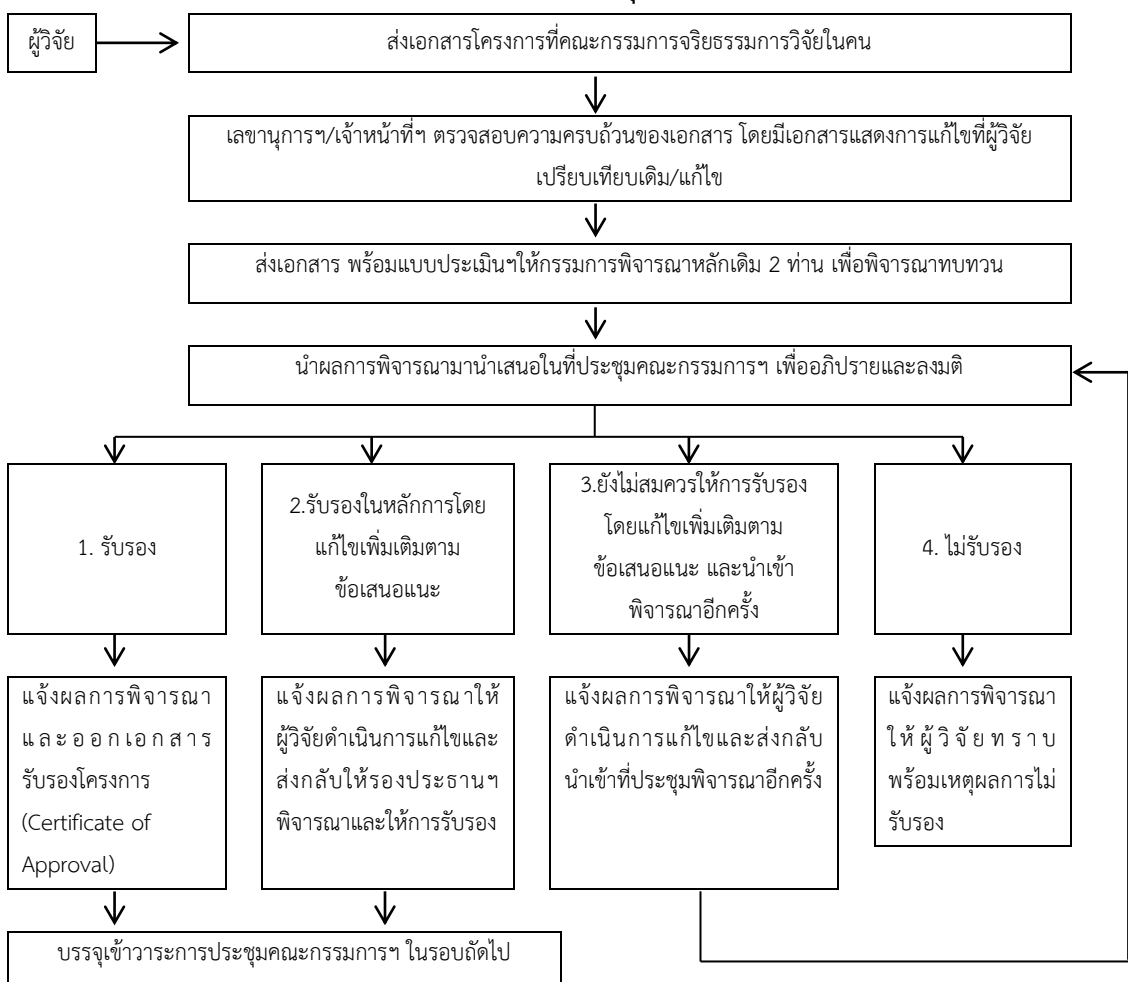 ผู้วิจัย
ส่งเอกสารโครงการที่คณะกรรมการจริยธรรมการวิจัยในคน
เลขานุการฯ/เจ้าหน้าที่ฯ ตรวจสอบความครบถ้วนของเอกสาร โดยมีเอกสารแสดงการแก้ไขที่ผู้วิจัย
เปรียบเทียบเดิม/แก้ไข
ส่งเอกสาร พร้อมแบบประเมินฯให้กรรมการพิจารณาหลักเดิม 2 ท่าน เพื่อพิจารณาทบทวน
นำผลการพิจารณามานำเสนอในที่ประชุมคณะกรรมการฯ เพื่ออภิปรายและลงมติ
1. รับรอง
2.รับรองในหลักการโดย
แก้ไขเพิ่มเติมตาม
ข้อเสนอแนะ
3.ยังไม่สมควรให้การรับรอง
โดยแก้ไขเพิ่มเติมตาม
ข้อเสนอแนะ และนำเข้า
พิจารณาอีกครั้ง
4. ไม่รับรอง
แจ้งผลการพิจารณา
และออกเอกสาร
รับรองโครงการ
(Certificate of
Approval)
แจ้งผลการพิจารณาให้
ผู้วิจัยดำเนินการแก้ไขและ
ส่งกลับให้รองประธานฯ
พิจารณาและให้การรับรอง
แจ้งผลการพิจารณาให้ผู้วิจัย
ดำเนินการแก้ไขและส่งกลับ
นำเข้าที่ประชุมพิจารณาอีกครั้ง
แจ้งผลการพิจารณา
ให้ผู้วิจัยทราบ
พร้อมเหตุผลการไม่
รับรอง
บรรจุเข้าวาระการประชุมคณะกรรมการฯ ในรอบถัดไป